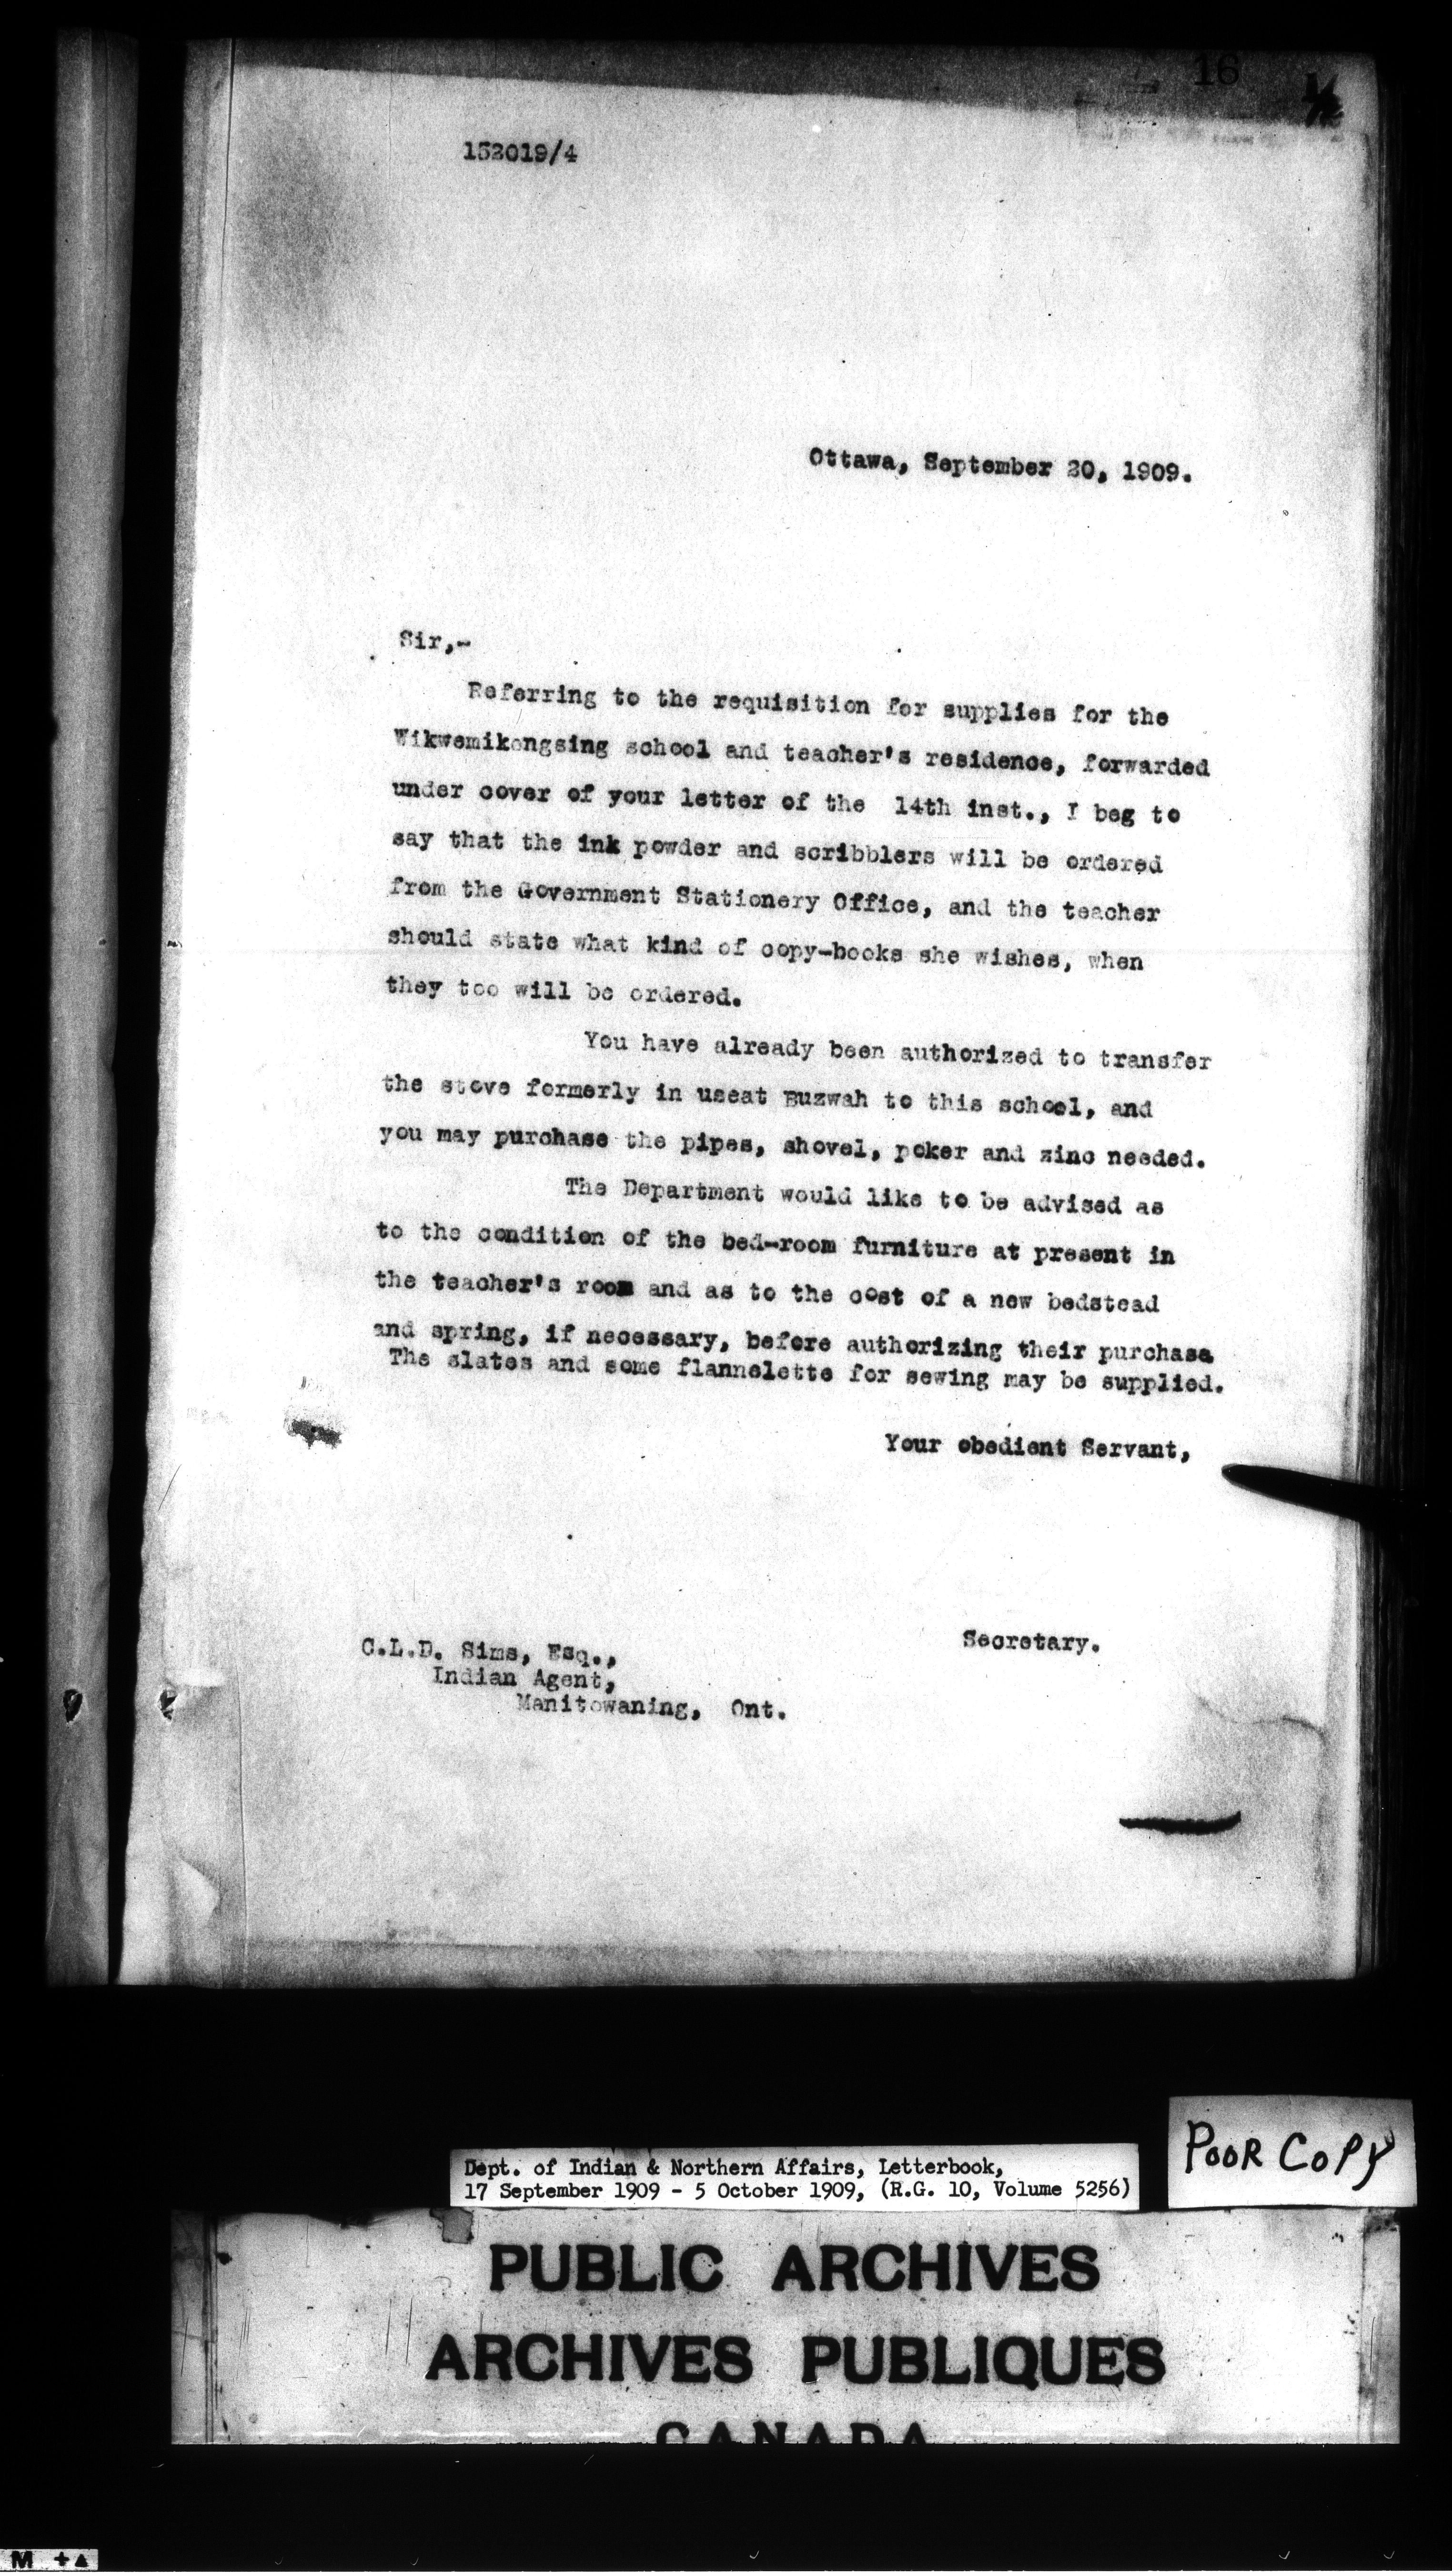 16
152019/4
Ottawa, September 20, 1909.
Sir,-
Referring to the requisition for supplies for the
Wikwemikongsing school and teacher's residence, forwarded
under cover of your letter of the 14th inst., I beg to
say that the ink powder and scribblers will be ordered
from the Government Stationery Office, and the teacher
should state what kind of copy-books she wishes, when
they too will be ordered.
You have already been authorized to transfer
the stove formerly in useat Buzwah to this school, and
you may purchase the pipes, shovel, poker and zinc needed.
The Department would like to be advised as
to the condition of the bed-room furniture at present in
the teacher's room and as to the cost of a new bedstead
and spring, if necessary, before authorizing their purchase
The slates and some flannelette for sewing may be supplied.
Your obedient Servant,
Secretary.
C.L.D. Sims, Esq.,
Indian Agent,
Manitowaning, Ont.
POOR COPY
Dept. of Indian & Northern Affairs, Letterbook,
17 September 1909 - 5 October 1909, (R.G. 10, Volume 5256)
PUBLIC ARCHIVES
ARCHIVES PUBLIQUES
CANADA
M +▲